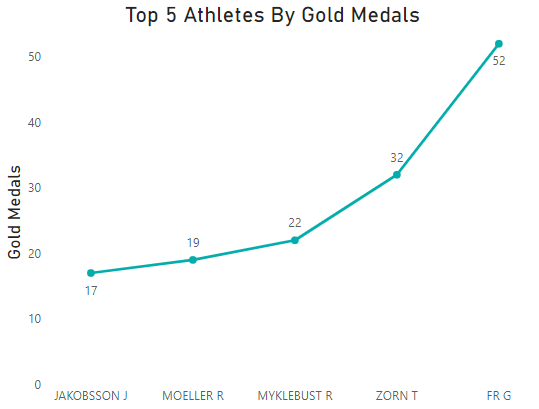 Top 5 Athletes By Gold Medals
Gold Medals
50
40
30
20
10
0
17
19
22
32
52
JAKOBSSON J
MOELLER R
MYKLEBUST R
ZORN T
FR G